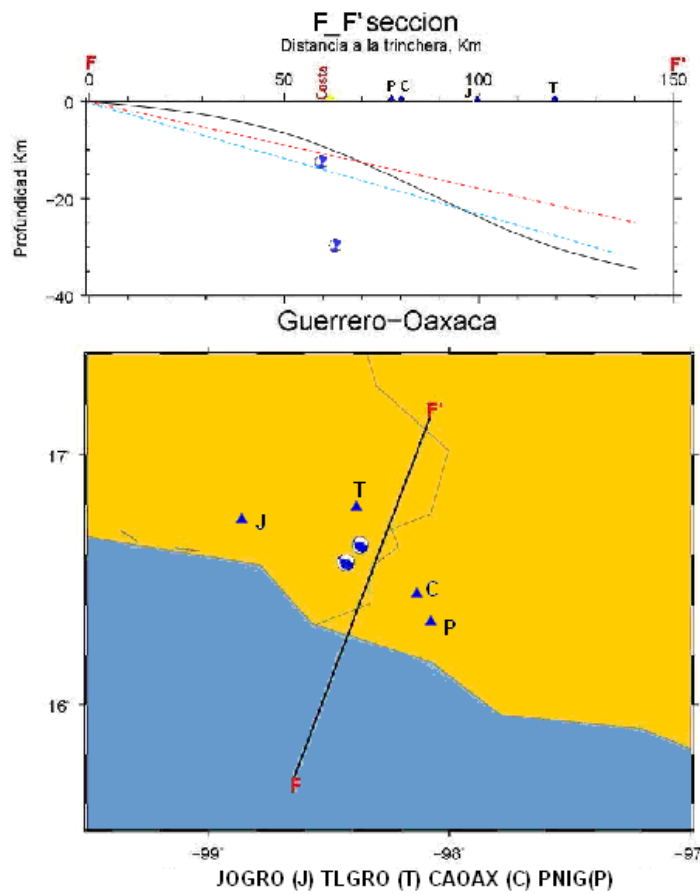 F_F' seccion
Distancia a la trinchera, Km
F F'
0 50 100 150
Costa P C J T
0
-20
-40
Profundidad Km
Guerrero-Oaxaca
17°
16°
F'
T
J
C
P
F
-99° -98° -97
JOGRO (J) TLGRO (T) CAOAX (C) PNIG(P)